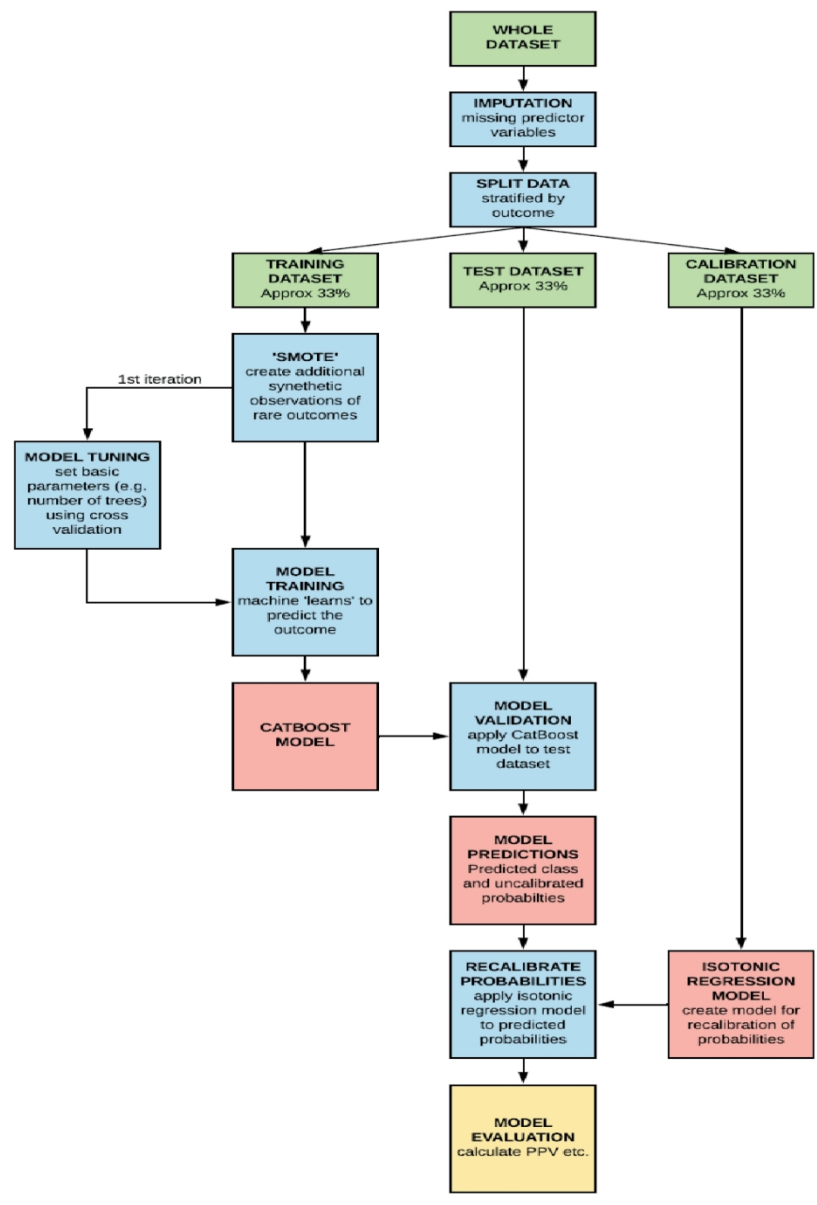 WHOLE
DATASET
IMPUTATION
missing predictor
variables
SPLIT DATA
stratified by
outcome
TRAINING
DATASET
Approx 33%
TEST DATASET
Approx 33%
CALIBRATION
DATASET
Approx 33%
'SMOTE'
create additional
synethetic
observations of
rare outcomes
1st iteration
MODEL TUNING
set basic
parameters (e.g.
number of trees)
using cross
validation
MODEL
TRAINING
machine 'learns' to
predict the
outcome
CATBOOST
MODEL
MODEL
VALIDATION
apply CatBoost
model to test
dataset
MODEL
PREDICTIONS
Predicted class
and uncalibrated
probabilties
RECALIBRATE
PROBABILITIES
apply isotonic
regression model
to predicted
probabilities
ISOTONIC
REGRESSION
MODEL
create model for
recalibration of
probabilities
MODEL
EVALUATION
calculate PPV etc.